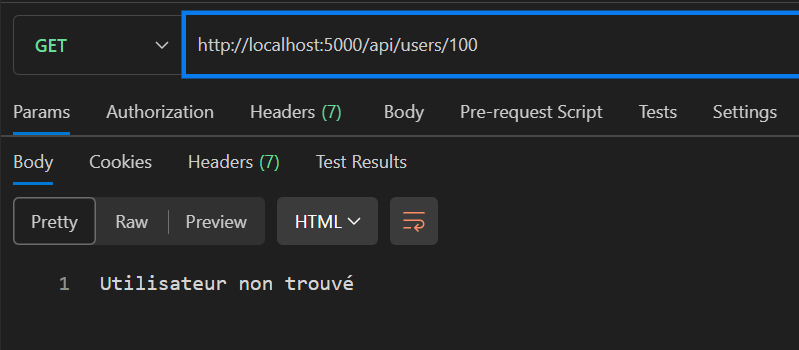 GET http://localhost:5000/api/users/100
Params Authorization Headers (7) Body Pre-request Script Tests Settings
Body Cookies Headers (7) Test Results
Pretty Raw Preview HTML
1 Utilisateur non trouvé